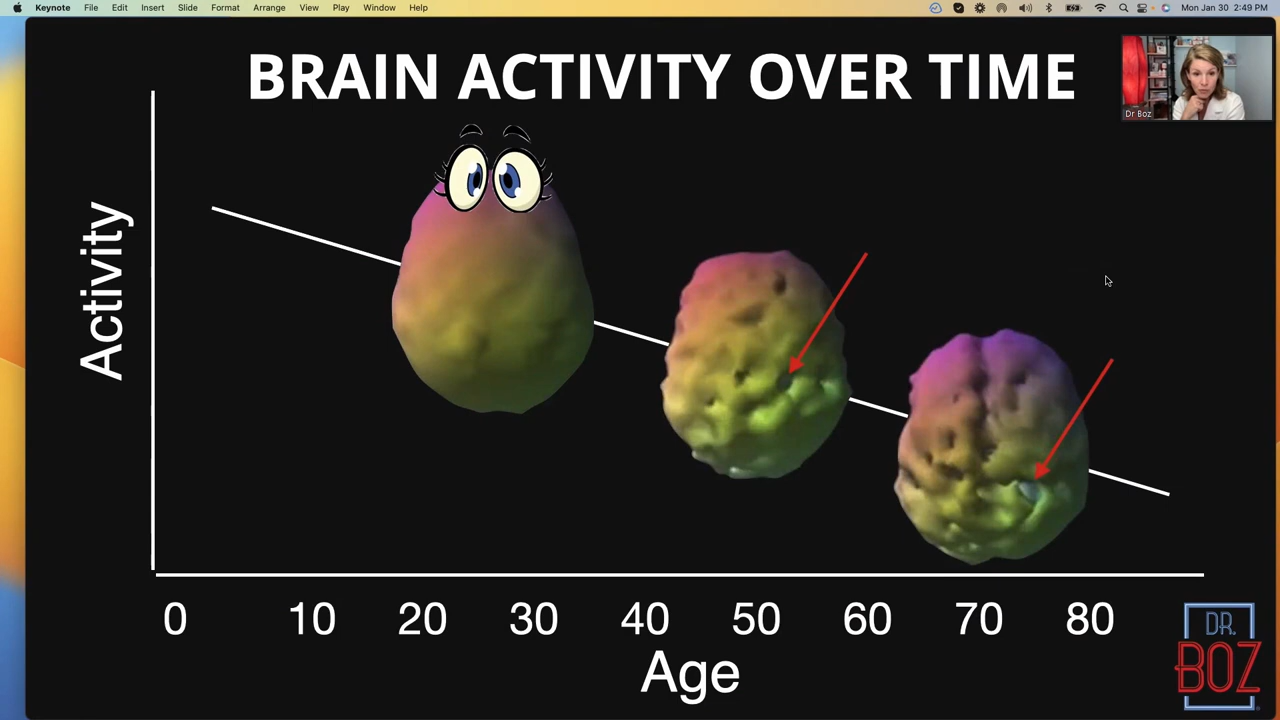 Keynote File Edit Insert Slide Format Arrange View Play Window Help Mon Jan 30 2:49 PM
BRAIN ACTIVITY OVER TIME
Dr Boz
Activity
0 10 20 30 40 50 60 70 80
Age
DR.
BOZ